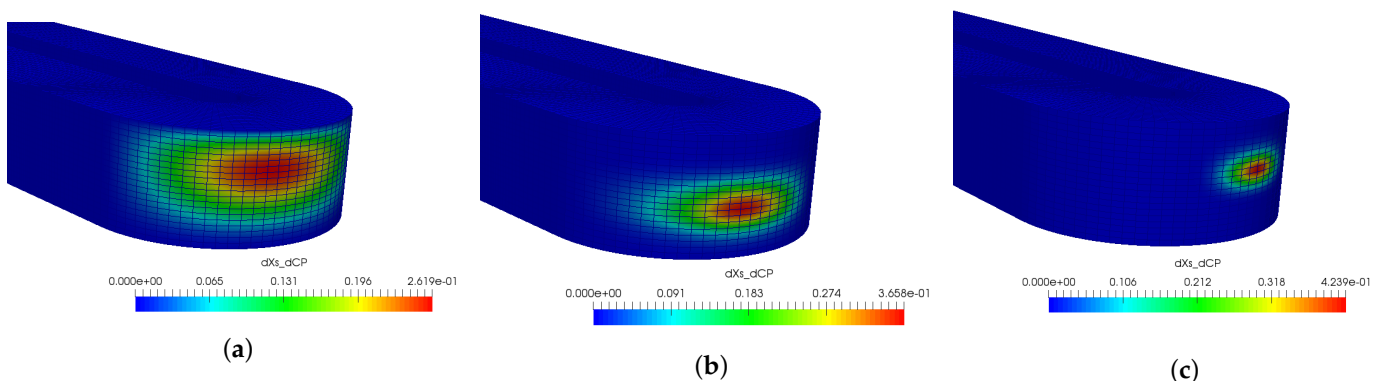 dXs_dCP
0.000e+00 0.065 0.131 0.196 2.619e-01
(a)
dXs_dCP
0.000e+00 0.091 0.183 0.274 3.658e-01
(b)
dXs_dCP
0.000e+00 0.106 0.212 0.318 4.239e-01
(c)